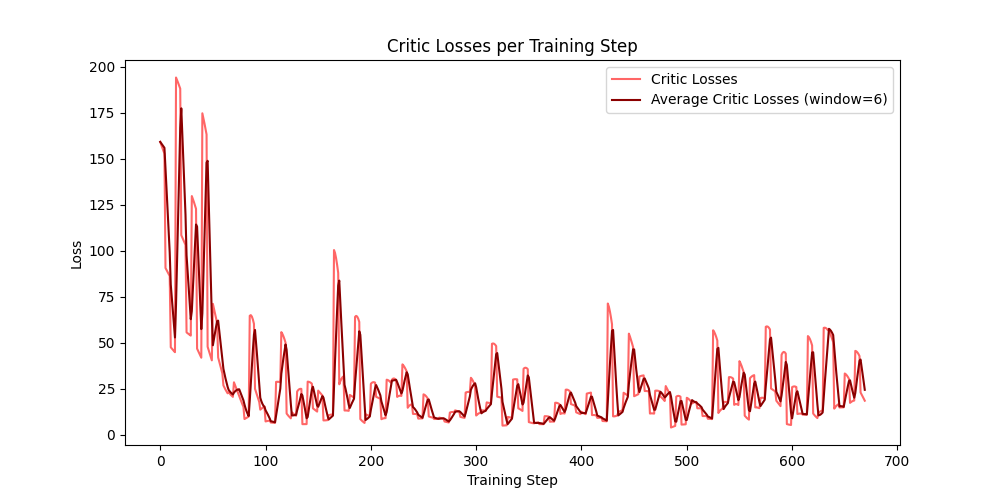 Critic Losses per Training Step
Critic Losses
Average Critic Losses (window=6)
Loss
200
175
150
125
100
75
50
25
0
0 100 200 300 400 500 600 700
Training Step